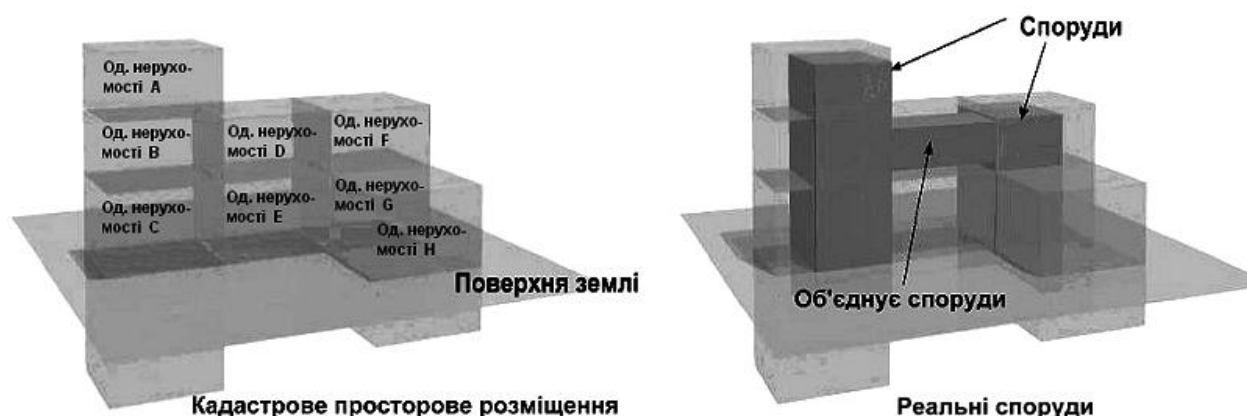 Од. нерухо-
мості A
Од. нерухо-
мості B
Од. нерухо-
мості D
Од. нерухо-
мості F
Од. нерухо-
мості C
Од. нерухо-
мості E
Од. нерухо-
мості G
Од. нерухо-
мості H
Поверхня землі
Кадастрове просторове розміщення
Споруди
Об'єднує споруди
Реальні споруди